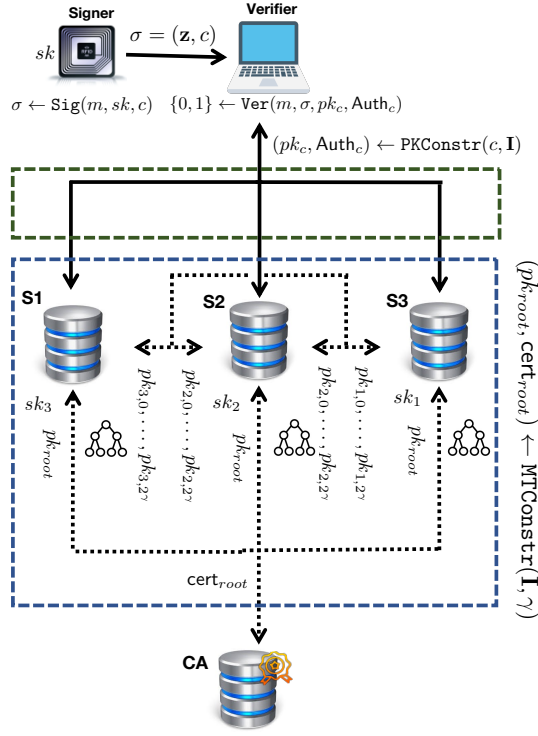 Signer
Verifier
sk
RFID
σ = (z, c)
σ ← Sig(m, sk, c)
{0, 1} ← Ver(m, σ, pk_c, Auth_c)
(pk_c, Auth_c) ← PKConstr(c, I)
S1
S2
S3
sk_3
pk_root
pk_{3,0}, . . . , pk_{3,2^γ}
pk_{2,0}, . . . , pk_{2,2^γ}
sk_2
pk_root
pk_{2,0}, . . . , pk_{2,2^γ}
pk_{1,0}, . . . , pk_{1,2^γ}
sk_1
pk_root
(pk_root, cert_root) ← MTConstr(I, γ)
cert_root
CA